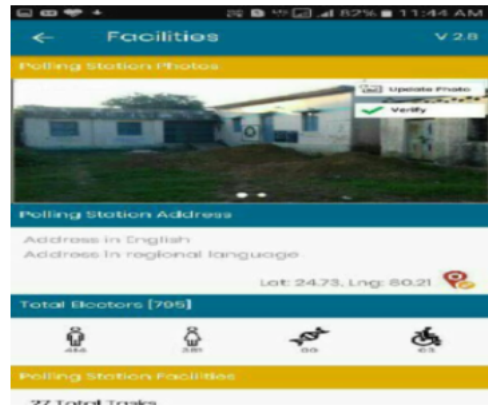 82% 11:44 AM
Facilities
V 2.8
Polling Station Photos
Update Photo
Verify
Polling Station Address
Address in English
Address in regional language
Lat: 24.73, Lng: 80.21
Total Electors [795]
Polling Station Facilities
27 Total Tasks